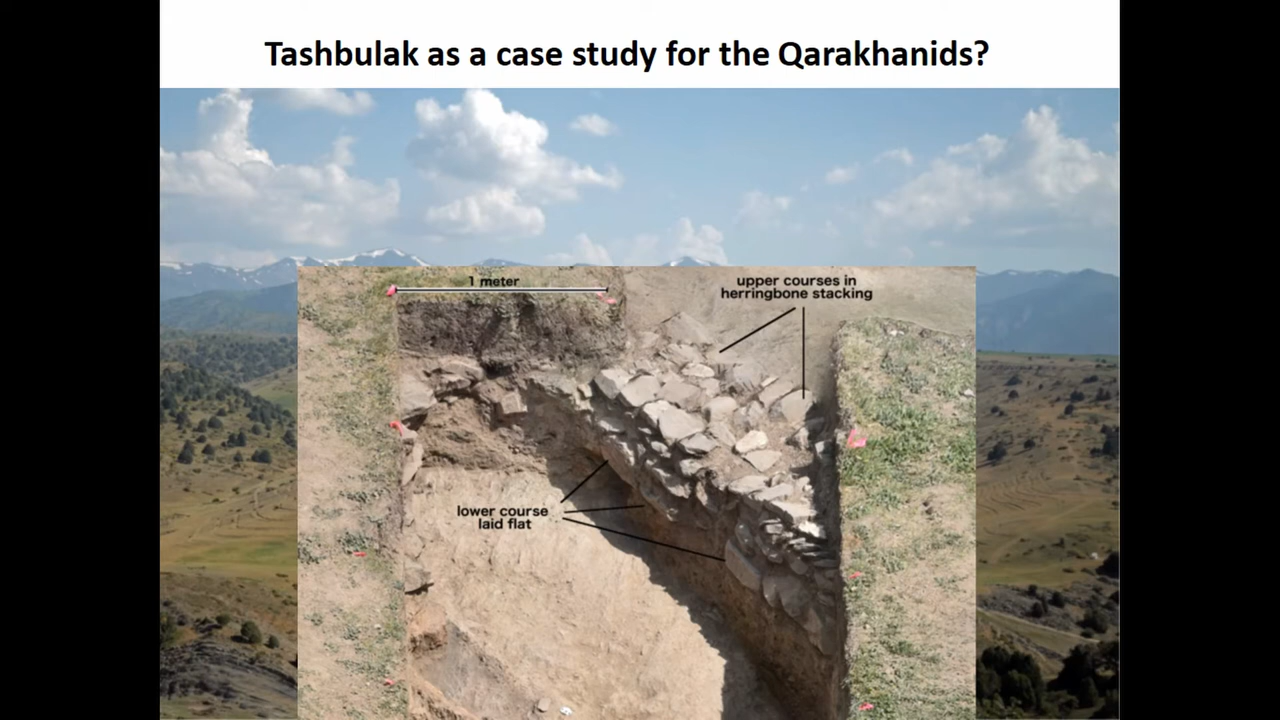 Tashbulak as a case study for the Qarakhanids?
1 meter
upper courses in
herringbone stacking
lower course
laid flat